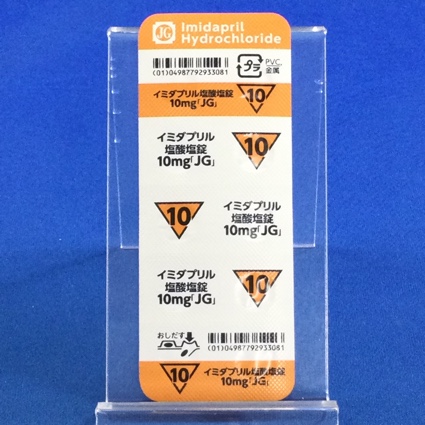 JG Imidapril
Hydrochloride
(01)04987792933081
プラ PVC
金属
イミダプリル塩酸塩錠
10mg「JG」 10
イミダプリル
塩酸塩錠
10mg「JG」 10
10 イミダプリル
塩酸塩錠
10mg「JG」
イミダプリル
塩酸塩錠
10mg「JG」 10
おしだす
(01)04987792933081
10 イミダプリル塩酸塩錠
10mg「JG」